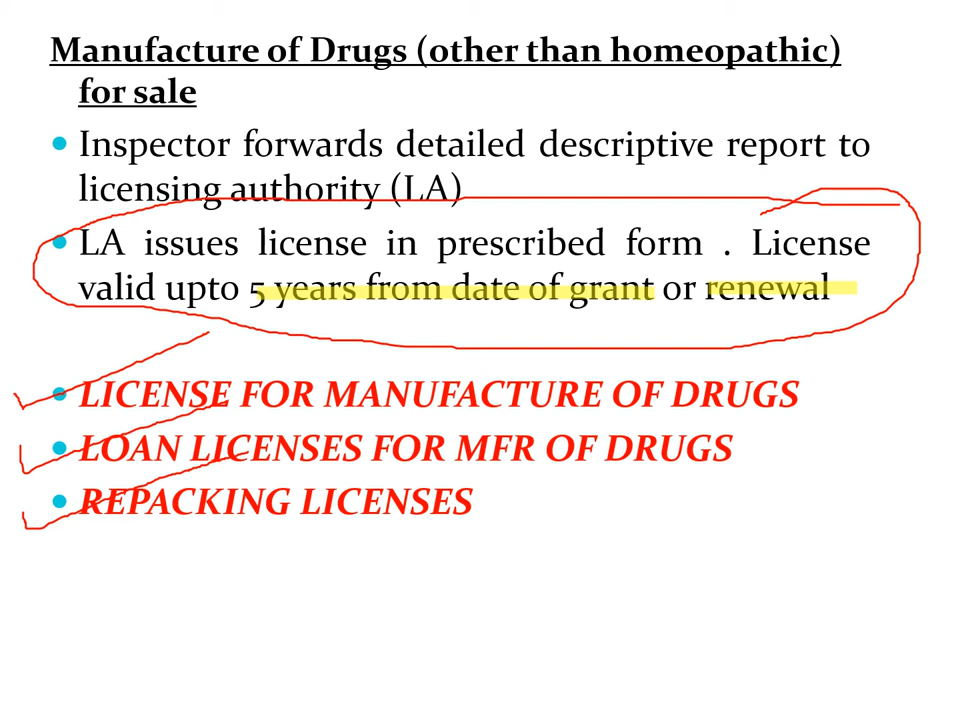 Manufacture of Drugs (other than homeopathic)
for sale
Inspector forwards detailed descriptive report to
licensing authority (LA)
LA issues license in prescribed form . License
valid upto 5 years from date of grant or renewal
LICENSE FOR MANUFACTURE OF DRUGS
LOAN LICENSES FOR MFR OF DRUGS
REPACKING LICENSES